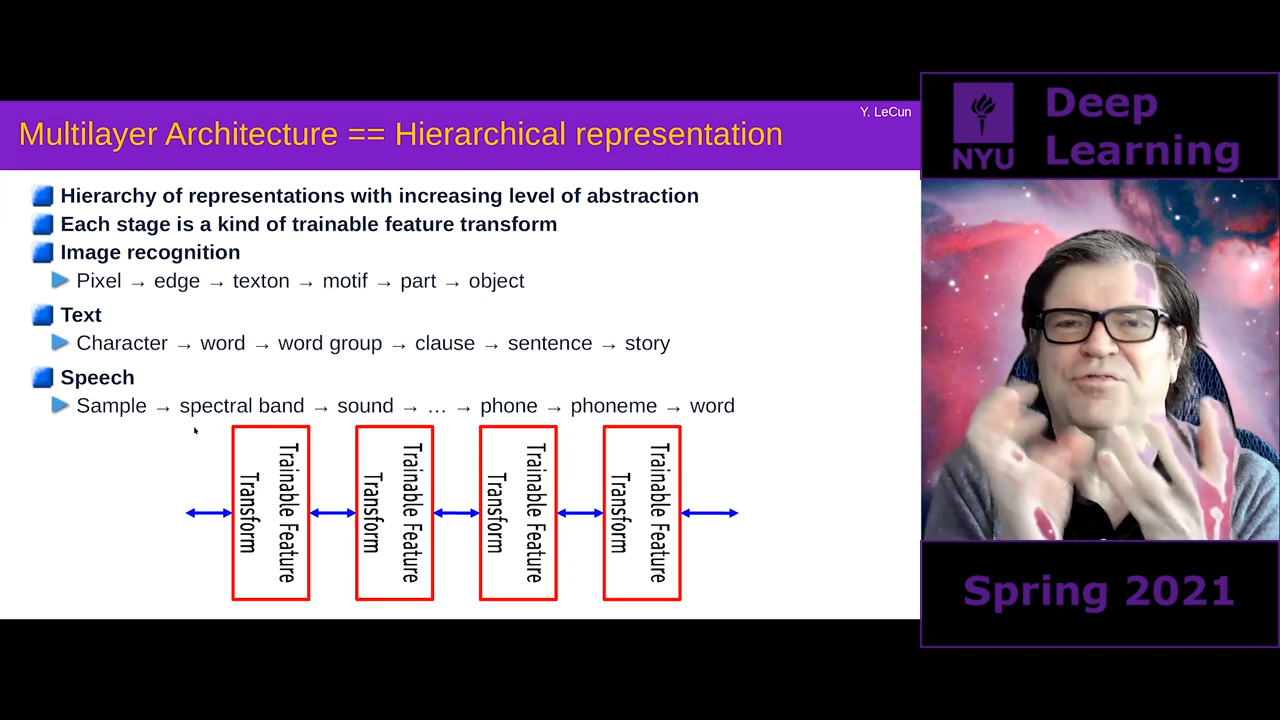 Y. LeCun
Multilayer Architecture == Hierarchical representation
Hierarchy of representations with increasing level of abstraction
Each stage is a kind of trainable feature transform
Image recognition
Pixel → edge → texton → motif → part → object
Text
Character → word → word group → clause → sentence → story
Speech
Sample → spectral band → sound → … → phone → phoneme → word
Trainable Feature
Transform
Trainable Feature
Transform
Trainable Feature
Transform
Trainable Feature
Transform
NYU
Deep
Learning
Spring 2021